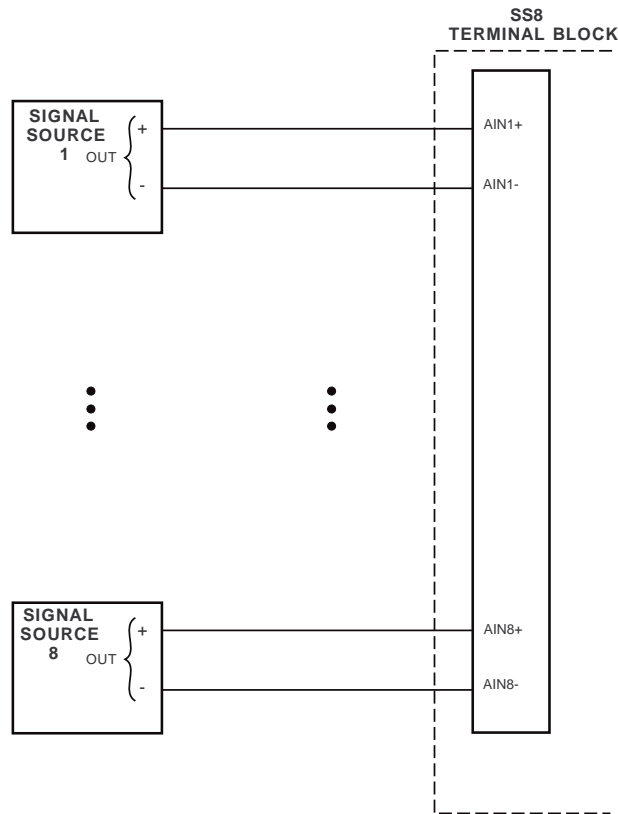 SS8
TERMINAL BLOCK
SIGNAL
SOURCE
1 OUT
+
-
AIN1+
AIN1-
SIGNAL
SOURCE
8 OUT
+
-
AIN8+
AIN8-